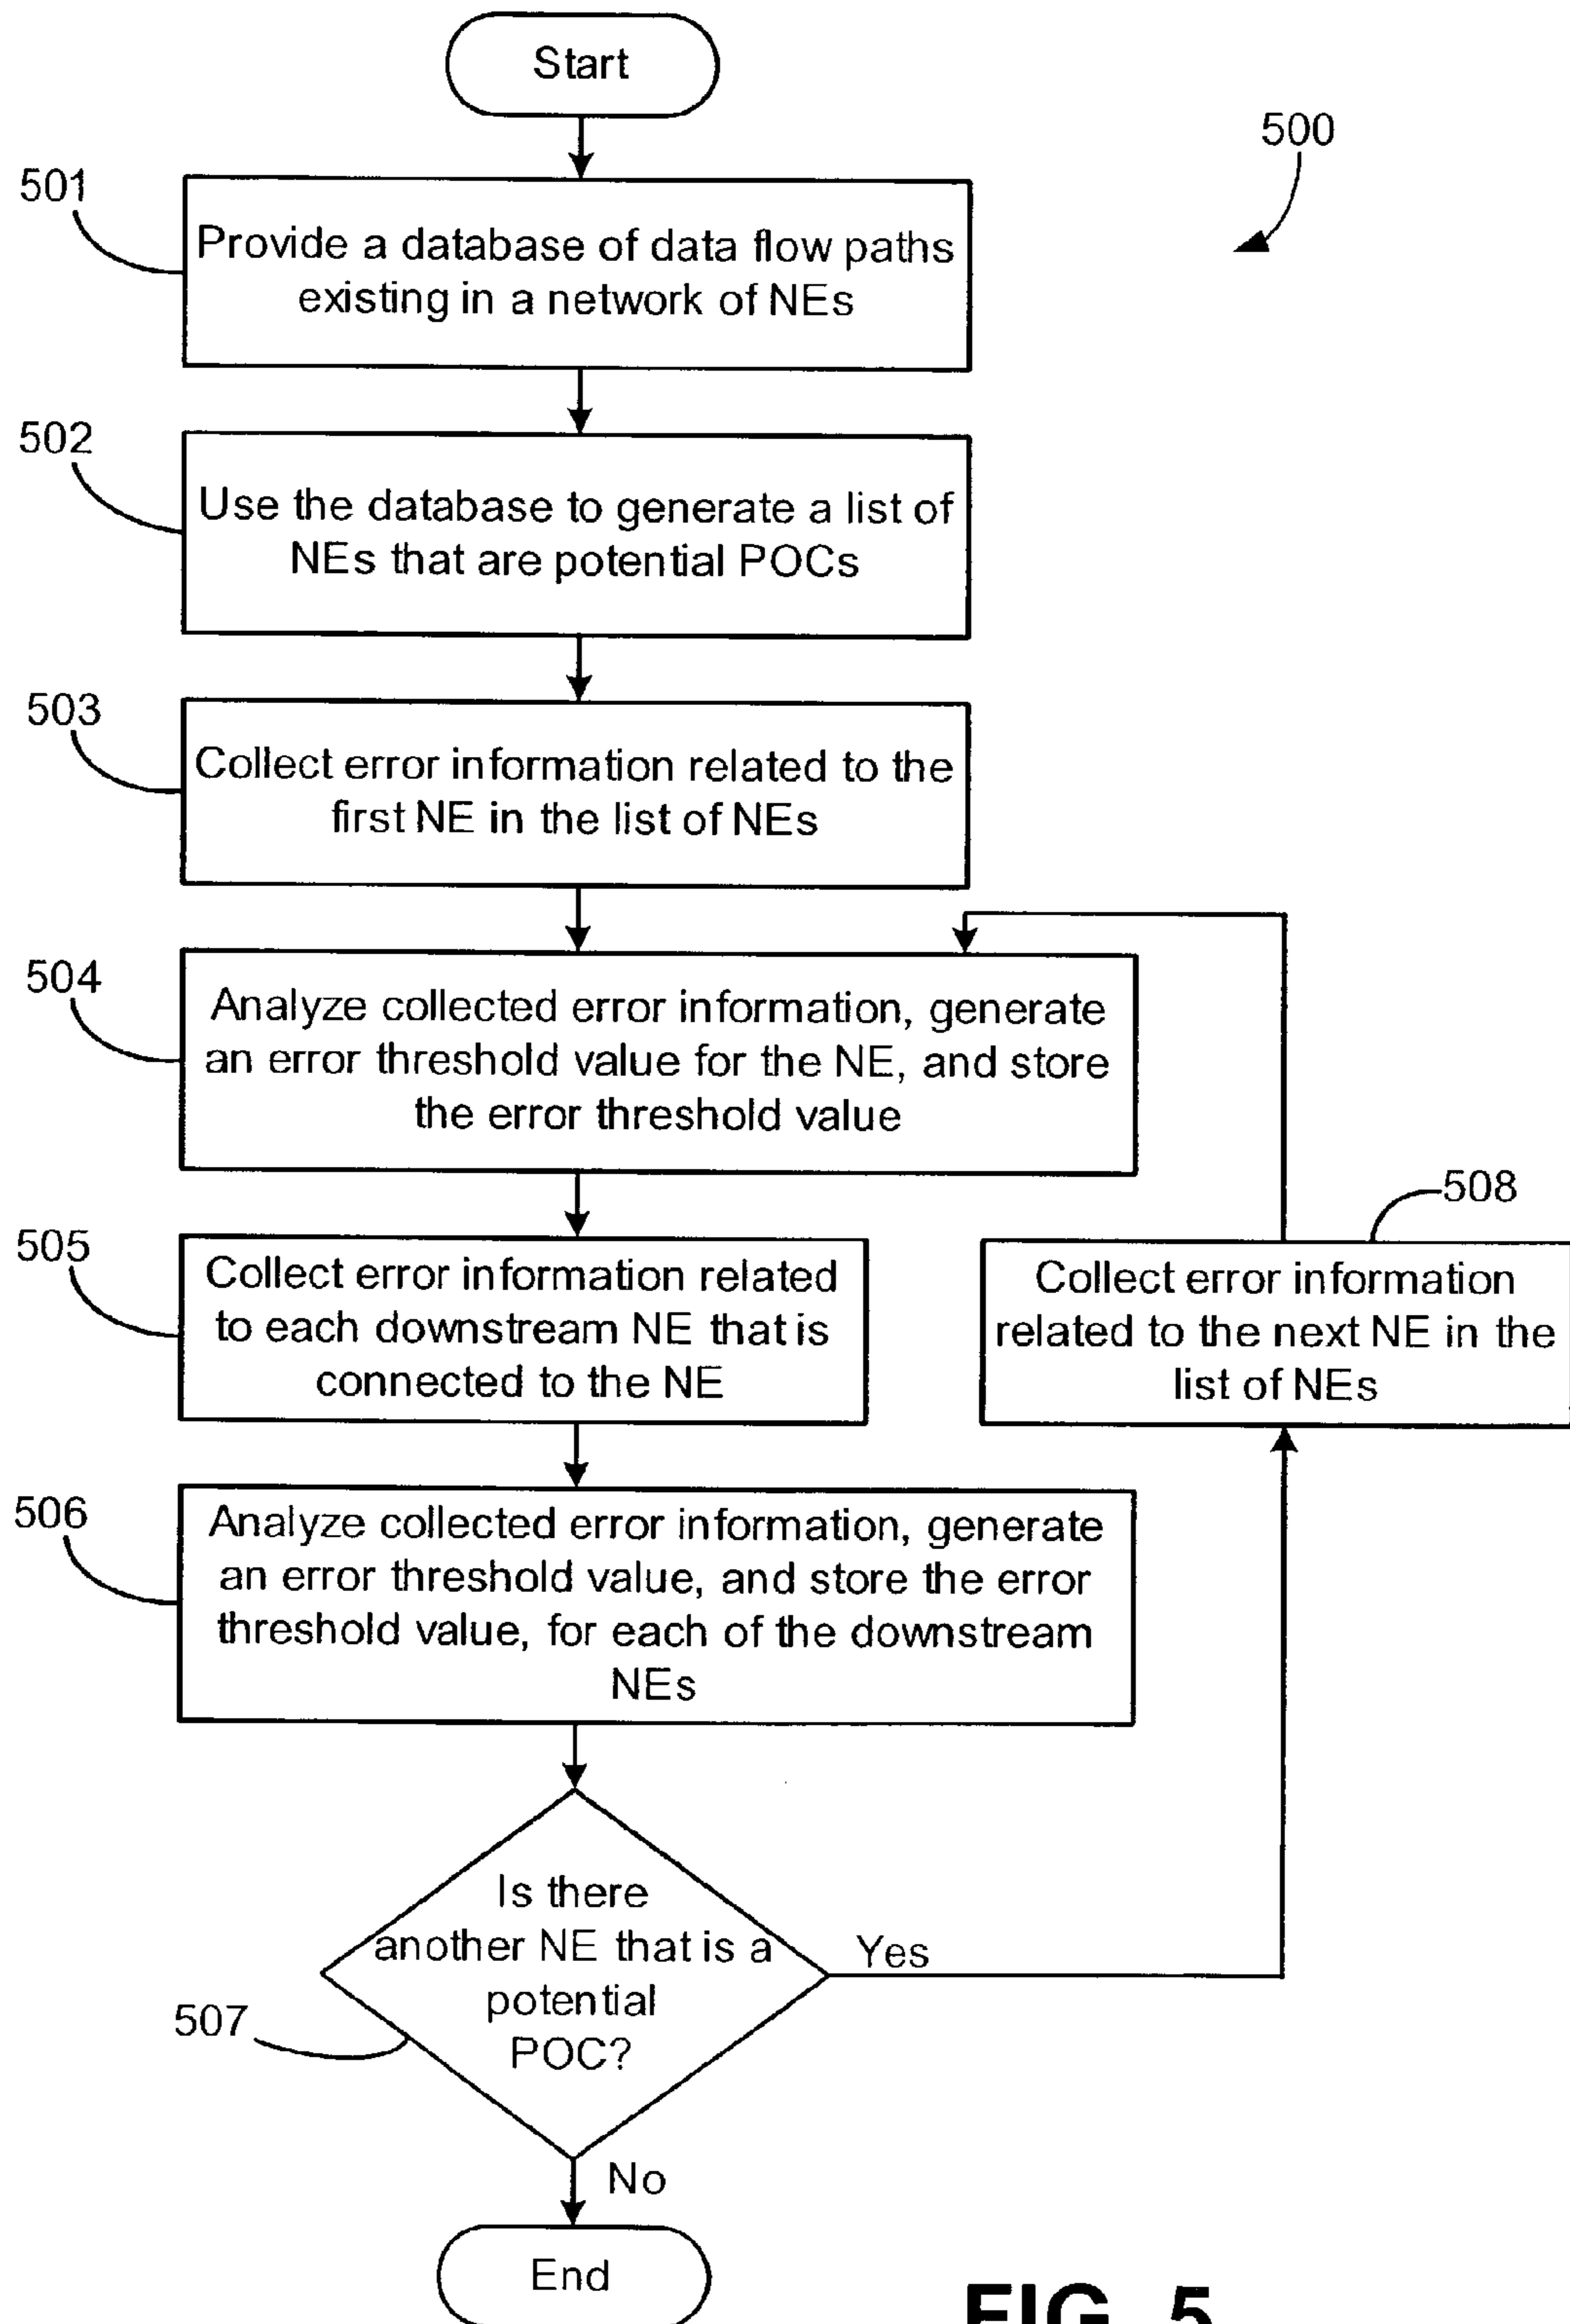 Start
500
501
Provide a database of data flow paths
existing in a network of NEs
502
Use the database to generate a list of
NEs that are potential POCs
503
Collect error information related to the
first NE in the list of NEs
504
Analyze collected error information, generate
an error threshold value for the NE, and store
the error threshold value
505
Collect error information related
to each downstream NE that is
connected to the NE
508
Collect error information
related to the next NE in the
list of NEs
506
Analyze collected error information, generate
an error threshold value, and store the error
threshold value, for each of the downstream
NEs
Is there
another NE that is a
potential
POC?
Yes
507
No
End
FIG. 5